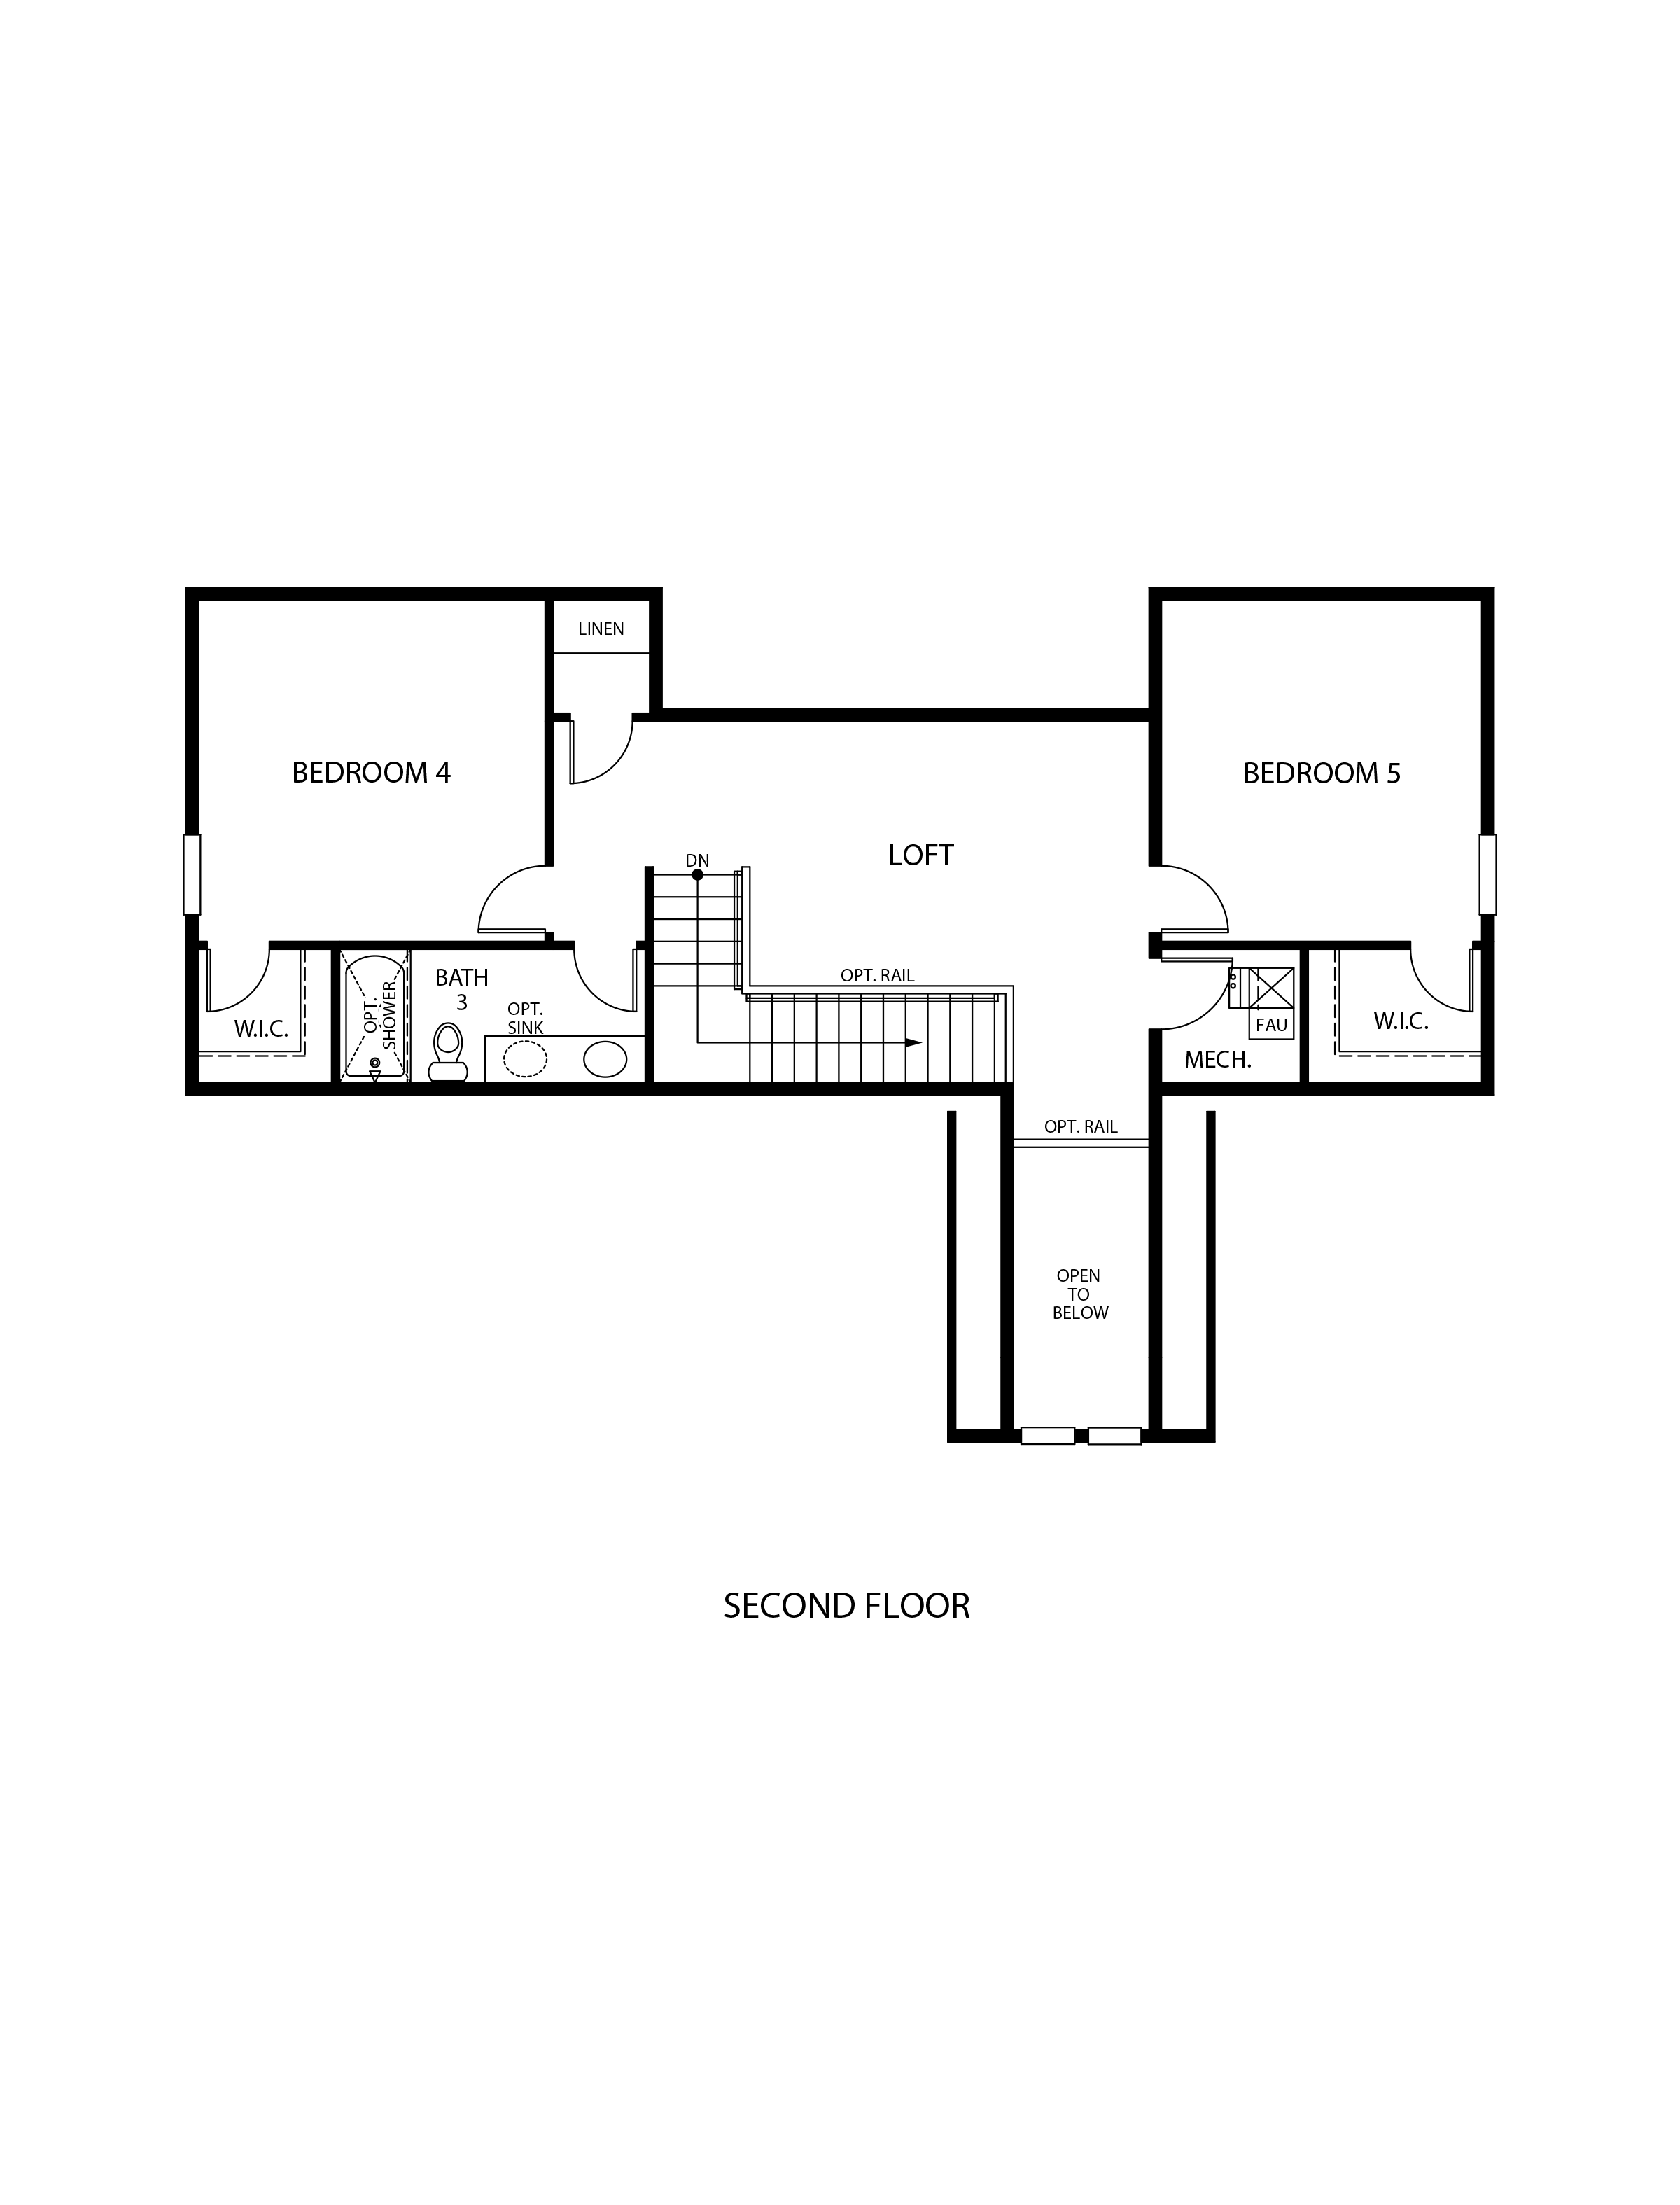 LINEN
BEDROOM 4
BEDROOM 5
LOFT
DN
OPT. RAIL
BATH
3
OPT.
SINK
OPT.
SHOWER
W.I.C.
W.I.C.
FAU
MECH.
OPT. RAIL
OPEN
TO
BELOW
SECOND FLOOR